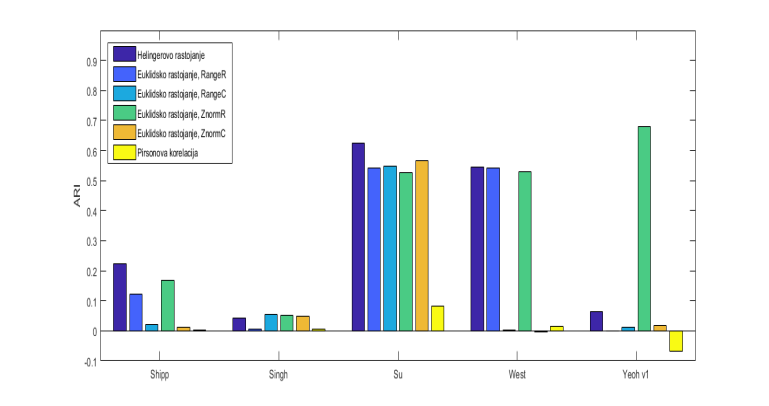 Helingerovo rastojanje
Euklidsko rastojanje, RangeR
Euklidsko rastojanje, RangeC
Euklidsko rastojanje, ZnormR
Euklidsko rastojanje, ZnormC
Pirsonova korelacija
ARI
0.9
0.8
0.7
0.6
0.5
0.4
0.3
0.2
0.1
0
-0.1
Shipp
Singh
Su
West
Yeoh v1